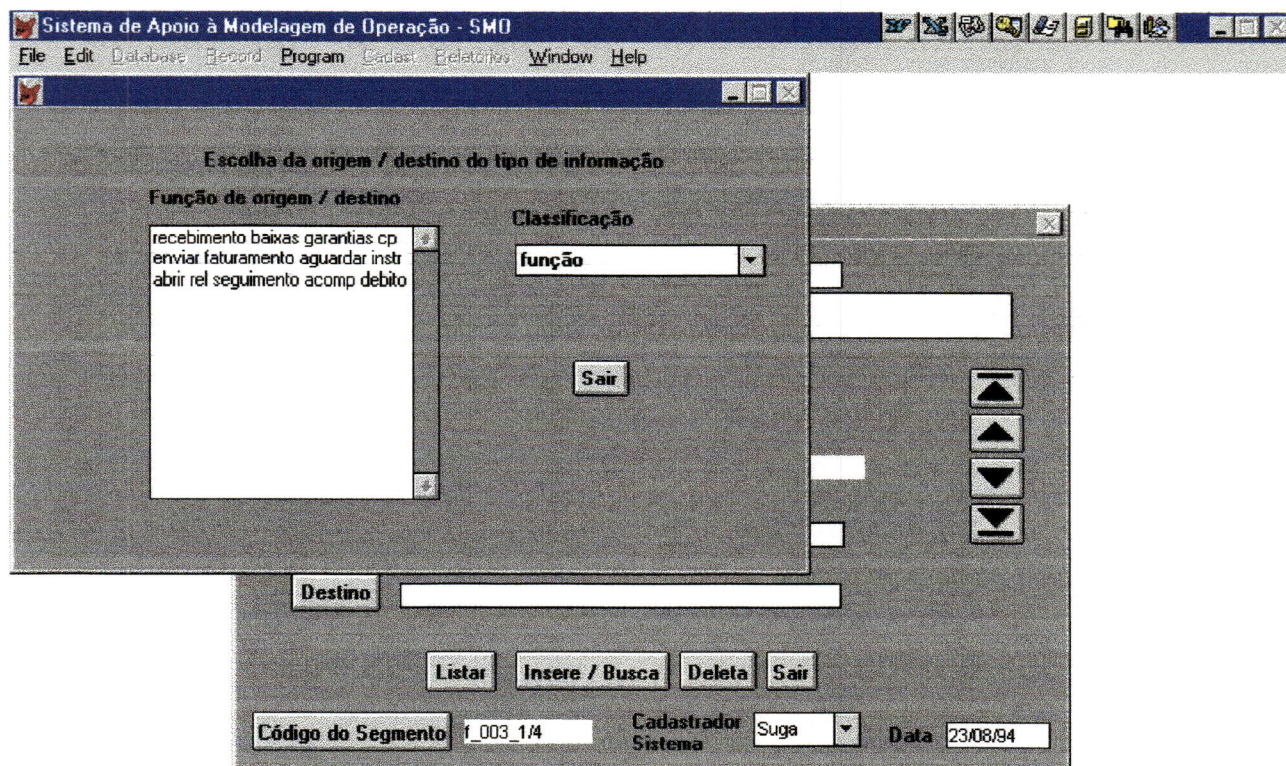 Sistema de Apoio à Modelagem de Operação - SMO
File Edit Database Record Program Cadast Relatórios Window Help
Escolha da origem / destino do tipo de informação
Função de origem / destino
Classificação
recebimento baixas garantias cp
enviar faturamento aguardar instr
abrir rel seguimento acomp debito
função
Sair
Destino
Listar Insere / Busca Deleta Sair
Código do Segmento f_003_1/4
Cadastrador
Sistema
Suga
Data 23/08/94